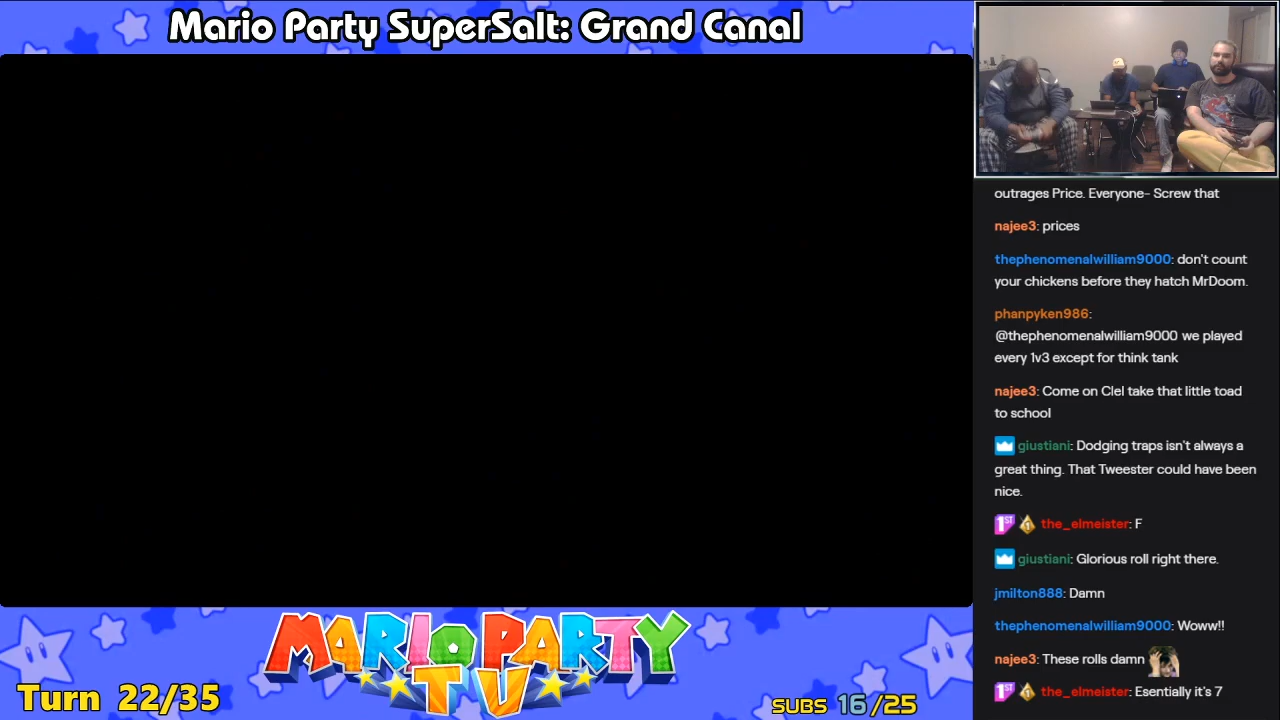 Mario Party SuperSalt: Grand Canal
outrages Price. Everyone- Screw that
najee3: prices
thephenomenalwilliam9000: don't count
your chickens before they hatch MrDoom.
phanpyken986:
@thephenomenalwilliam9000 we played
every 1v3 except for think tank
najee3: Come on Clel take that little toad
to school
giustiani: Dodging traps isn't always a
great thing. That Tweester could have been
nice.
1ST 1 the_elmeister: F
giustiani: Glorious roll right there.
jmilton888: Damn
thephenomenalwilliam9000: Woww!!
najee3: These rolls damn
1ST 1 the_elmeister: Esentially it's 7
MARIO PARTY
TV
Turn 22/35
SUBS 16/25